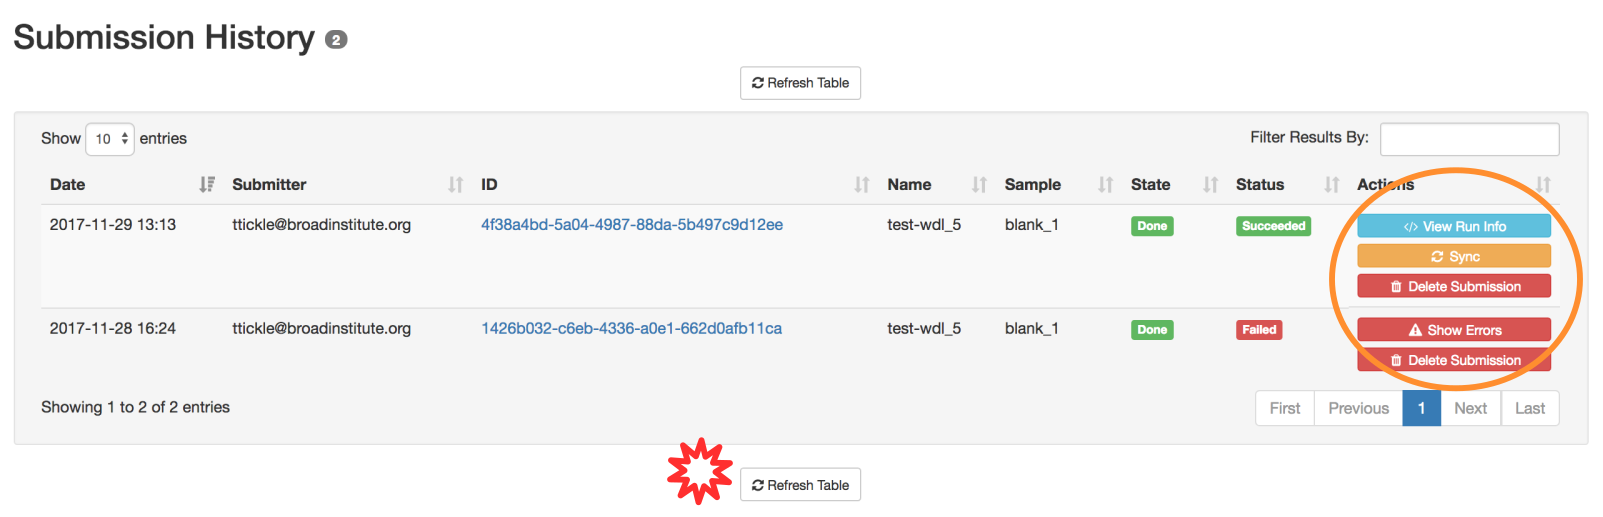 Submission History 2
Refresh Table
Show 10 entries Filter Results By:
Date Submitter ID Name Sample State Status Actions
2017-11-29 13:13 ttickle@broadinstitute.org 4f38a4bd-5a04-4987-88da-5b497c9d12ee test-wdl_5 blank_1 Done Succeeded </> View Run Info
Sync
Delete Submission
2017-11-28 16:24 ttickle@broadinstitute.org 1426b032-c6eb-4336-a0e1-662d0afb11ca test-wdl_5 blank_1 Done Failed Show Errors
Delete Submission
Showing 1 to 2 of 2 entries First Previous 1 Next Last
Refresh Table